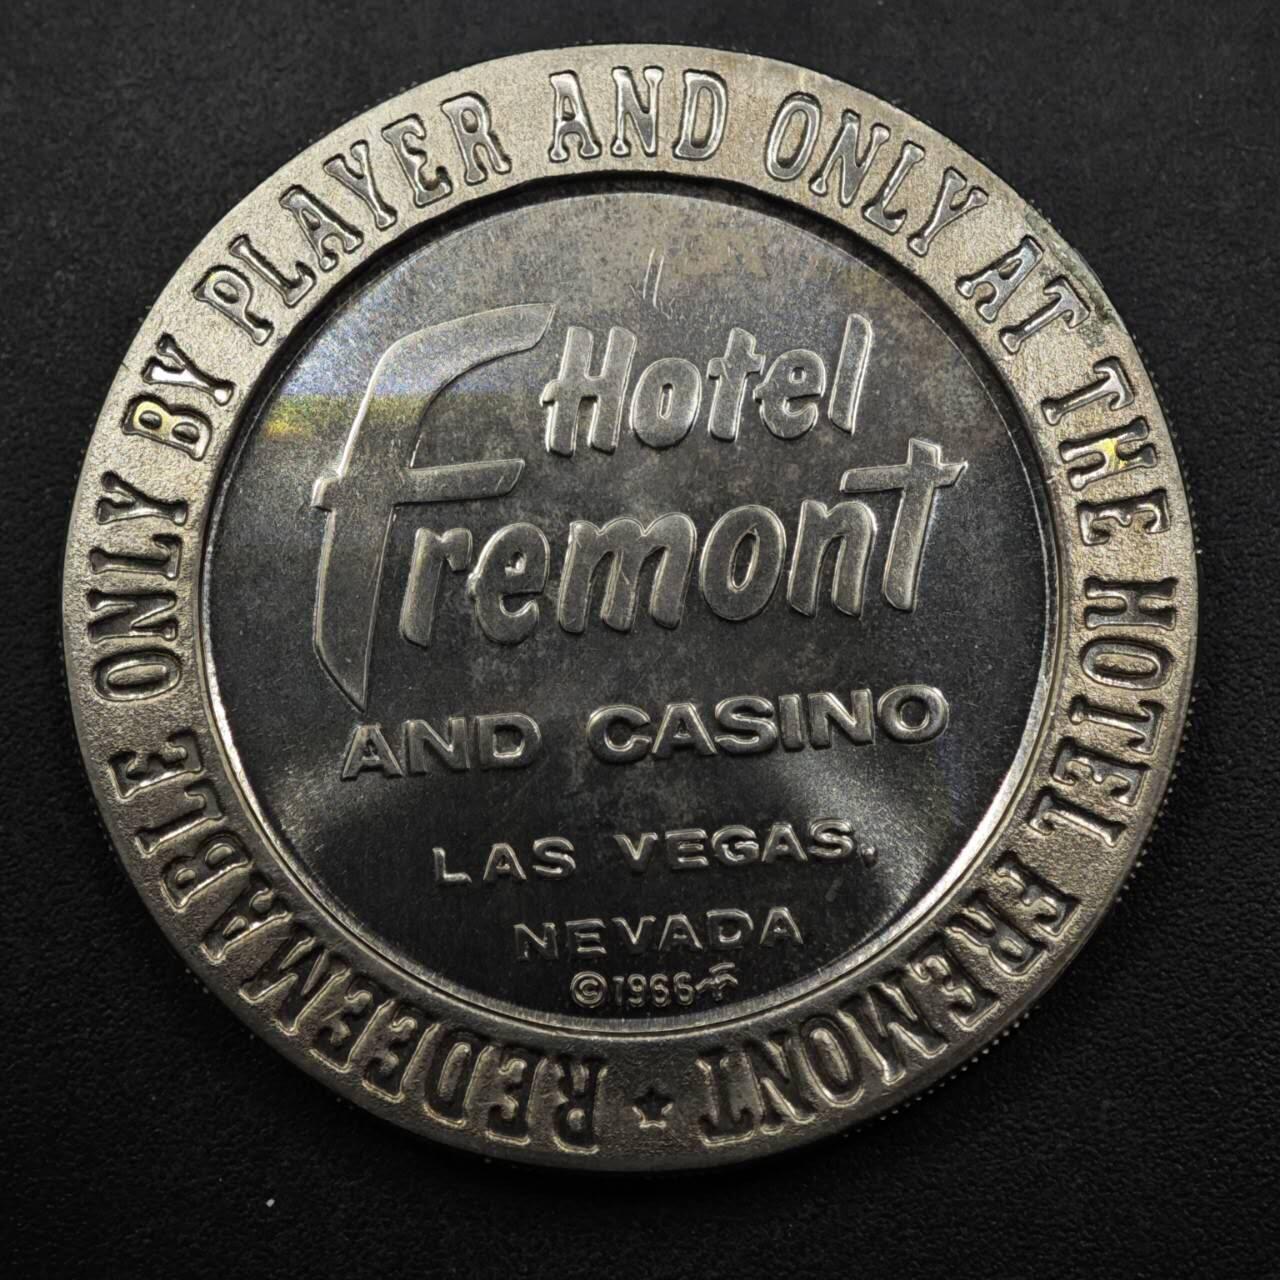 REDEEMABLE ONLY BY PLAYER AND ONLY AT THE HOTEL FREMONT
Hotel
Fremont
AND CASINO
LAS VEGAS,
NEVADA
©1966